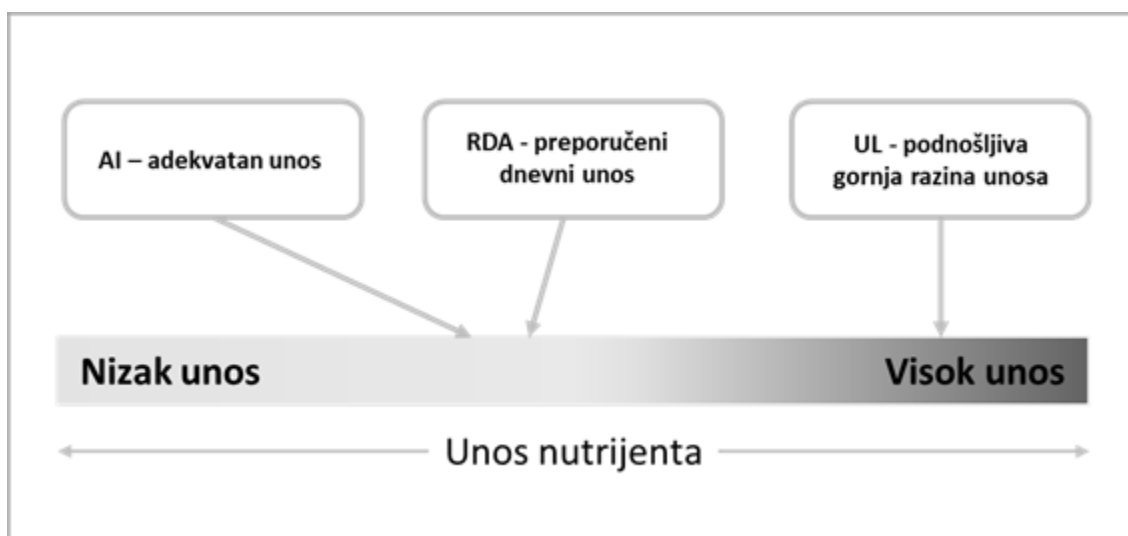 AI – adekvatan unos
RDA - preporučeni
dnevni unos
UL - podnošljiva
gornja razina unosa
Nizak unos
Visok unos
Unos nutrijenta